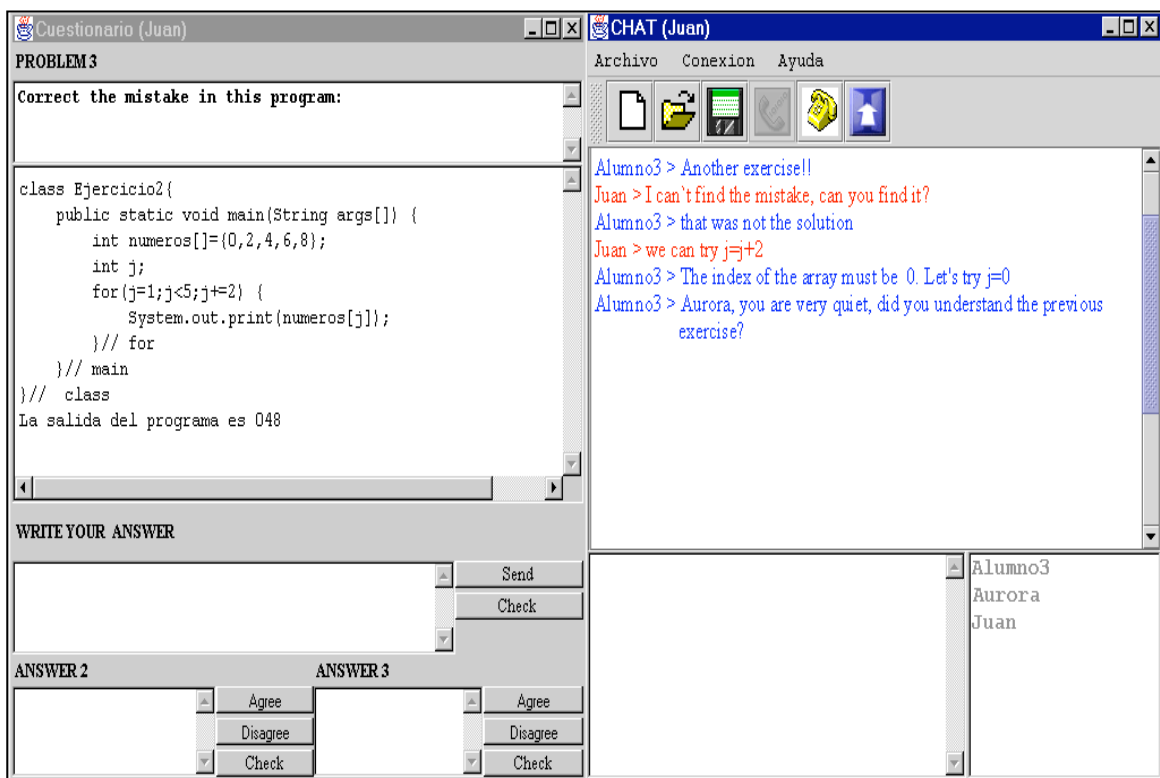 Cuestionario (Juan)
PROBLEM 3
Correct the mistake in this program:
class Ejercicio2{
public static void main(String args[]) {
int numeros[]={0,2,4,6,8};
int j;
for(j=1;j<5;j+=2) {
System.out.print(numeros[j]);
}// for
}// main
}// class
La salida del programa es 048
WRITE YOUR ANSWER
Send
Check
ANSWER 2
ANSWER 3
Agree
Disagree
Check
Agree
Disagree
Check
CHAT (Juan)
Archivo Conexion Ayuda
Alumno3 > Another exercise!!
Juan > I can`t find the mistake, can you find it?
Alumno3 > that was not the solution
Juan > we can try j=j+2
Alumno3 > The index of the array must be 0. Let's try j=0
Alumno3 > Aurora, you are very quiet, did you understand the previous
exercise?
Alumno3
Aurora
Juan